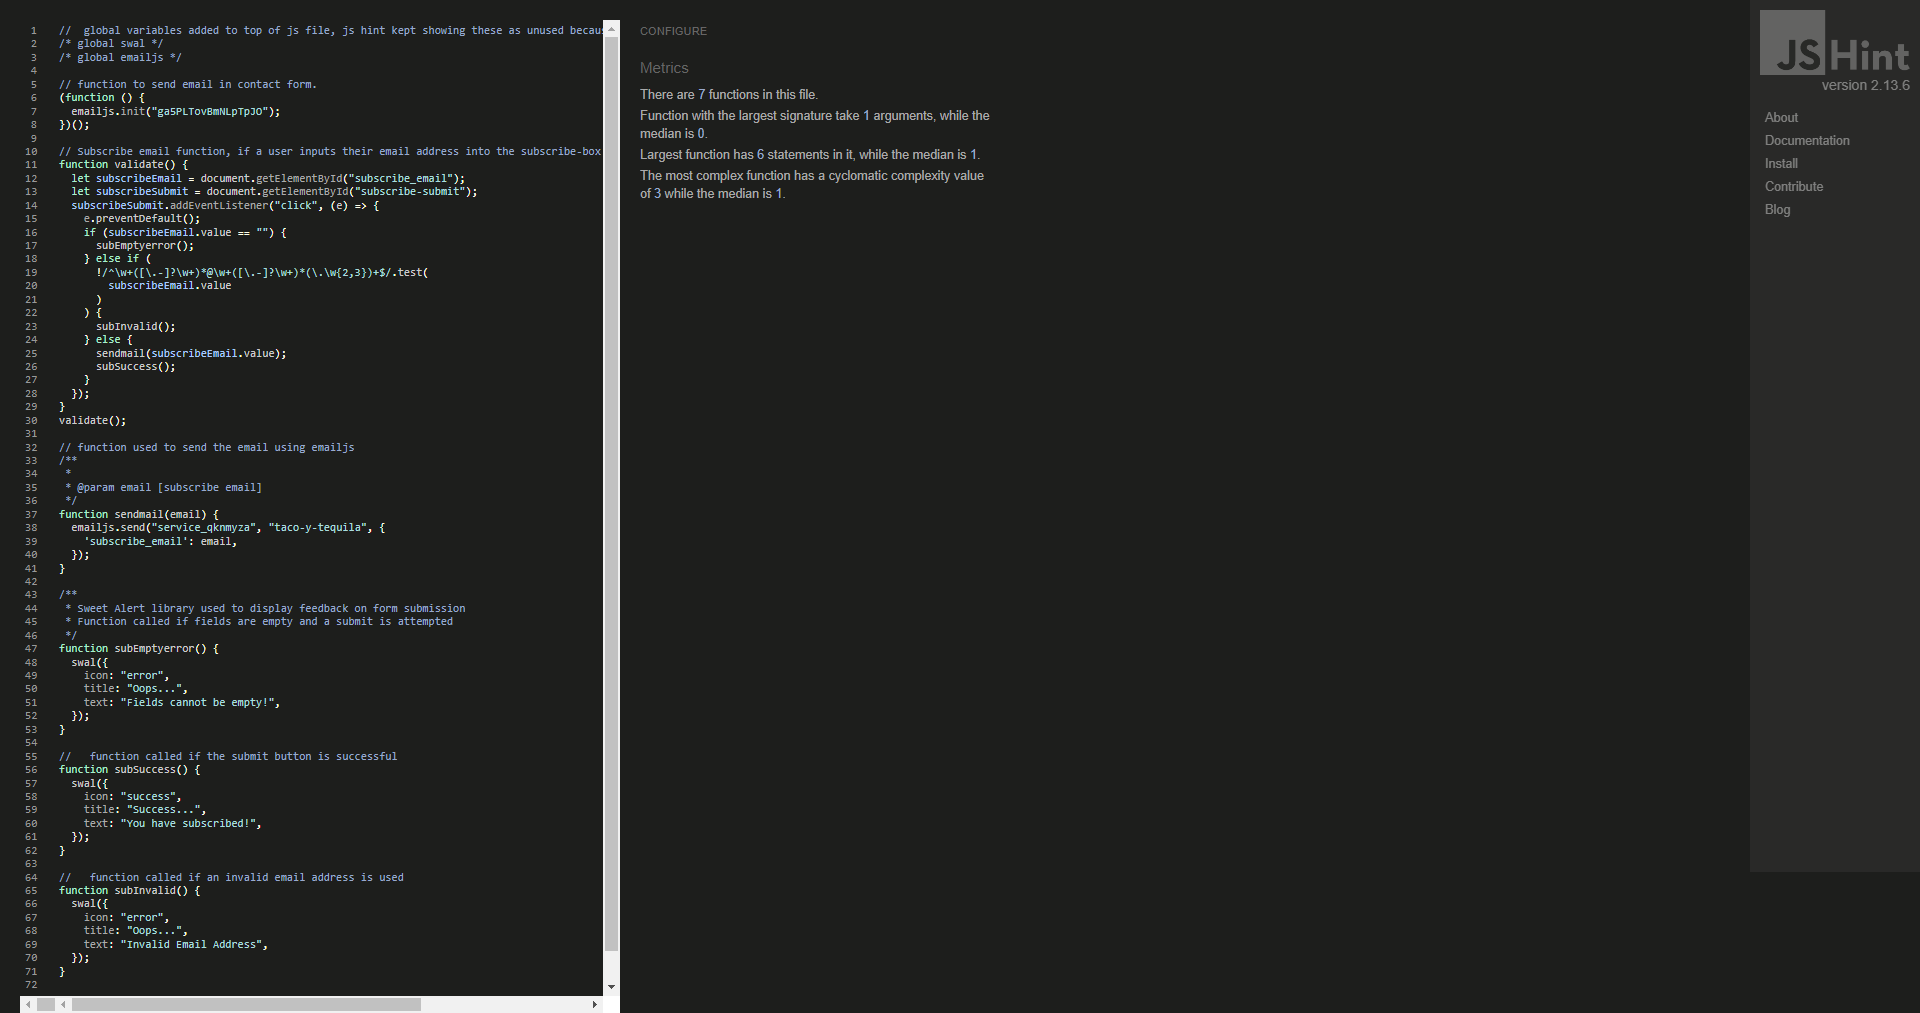 1 //  global variables added to top of js file, js hint kept showing these as unused becau
2 /* global swal */
3 /* global emailjs */
4
5 // function to send email in contact form.
6 (function () {
7   emailjs.init("ga5PLTovBmNLpTpJO");
8 })();
9
10 // Subscribe email function, if a user inputs their email address into the subscribe-box
11 function validate() {
12   let subscribeEmail = document.getElementById("subscribe_email");
13   let subscribeSubmit = document.getElementById("subscribe-submit");
14   subscribeSubmit.addEventListener("click", (e) => {
15     e.preventDefault();
16     if (subscribeEmail.value == "") {
17       subEmptyerror();
18     } else if (
19       !/^\w+([\.-]?\w+)*@\w+([\.-]?\w+)*(\.\w{2,3})+$/.test(
20         subscribeEmail.value
21       )
22     ) {
23       subInvalid();
24     } else {
25       sendmail(subscribeEmail.value);
26       subSuccess();
27     }
28   });
29 }
30 validate();
31
32 // function used to send the email using emailjs
33 /**
34  *
35  * @param email [subscribe email]
36  */
37 function sendmail(email) {
38   emailjs.send("service_qknmyza", "taco-y-tequila", {
39     'subscribe_email': email,
40   });
41 }
42
43 /**
44  * Sweet Alert library used to display feedback on form submission
45  * Function called if fields are empty and a submit is attempted
46  */
47 function subEmptyerror() {
48   swal({
49     icon: "error",
50     title: "Oops...",
51     text: "Fields cannot be empty!",
52   });
53 }
54
55 //   function called if the submit button is successful
56 function subSuccess() {
57   swal({
58     icon: "success",
59     title: "Success...",
60     text: "You have subscribed!",
61   });
62 }
63
64 //   function called if an invalid email address is used
65 function subInvalid() {
66   swal({
67     icon: "error",
68     title: "Oops...",
69     text: "Invalid Email Address",
70   });
71 }
72
CONFIGURE
Metrics
There are 7 functions in this file.
Function with the largest signature take 1 arguments, while the
median is 0.
Largest function has 6 statements in it, while the median is 1.
The most complex function has a cyclomatic complexity value
of 3 while the median is 1.
JSHint
version 2.13.6
About
Documentation
Install
Contribute
Blog